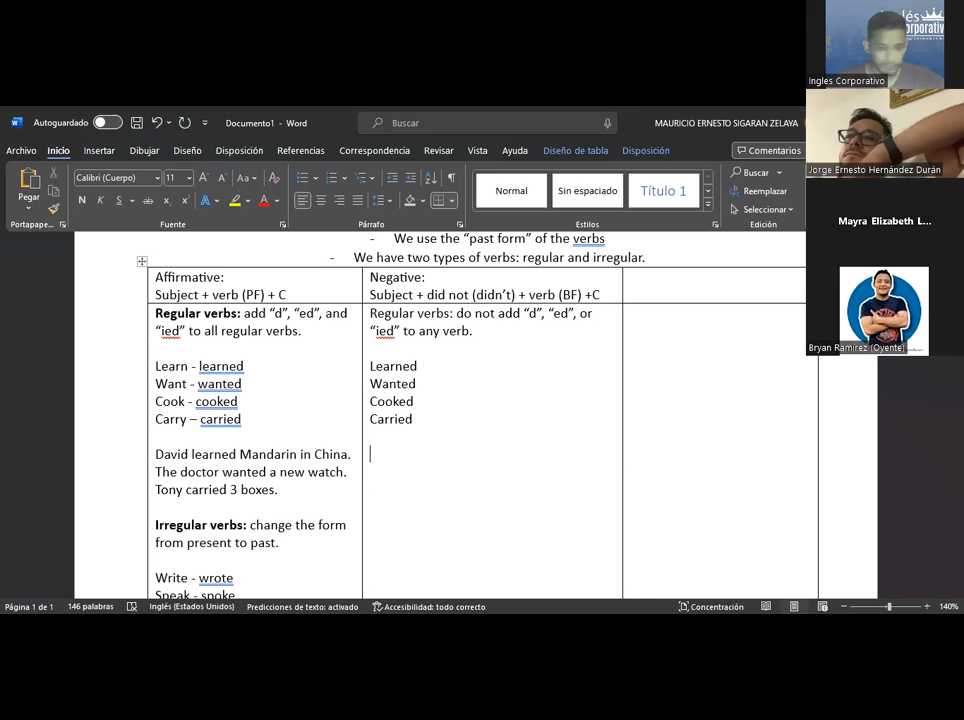 Inglés
Corporativo
Ingles Corporativo
Autoguardado
Documento1 - Word
Buscar
MAURICIO ERNESTO SIGARAN ZELAYA
Archivo Inicio Insertar Dibujar Diseño Disposición Referencias Correspondencia Revisar Vista Ayuda Diseño de tabla Disposición Comentarios
Jorge Ernesto Hernández Durán
Pegar
Calibri (Cuerpo) 11
N K S
Normal
Sin espaciado
Título 1
Buscar
Reemplazar
Seleccionar
Portapape...
Fuente
Párrafo
Estilos
Edición
Mayra Elizabeth L...
Bryan Ramirez (Oyente)
- We use the “past form” of the verbs
- We have two types of verbs: regular and irregular.
Affirmative:
Subject + verb (PF) + C
Negative:
Subject + did not (didn’t) + verb (BF) +C
Regular verbs: add “d”, “ed”, and
“ied” to all regular verbs.
Learn - learned
Want - wanted
Cook - cooked
Carry – carried
David learned Mandarin in China.
The doctor wanted a new watch.
Tony carried 3 boxes.
Irregular verbs: change the form
from present to past.
Write - wrote
Speak - spoke
Regular verbs: do not add “d”, “ed”, or
“ied” to any verb.
Learned
Wanted
Cooked
Carried
Página 1 de 1 146 palabras Inglés (Estados Unidos) Predicciones de texto: activado Accesibilidad: todo correcto Concentración 140%